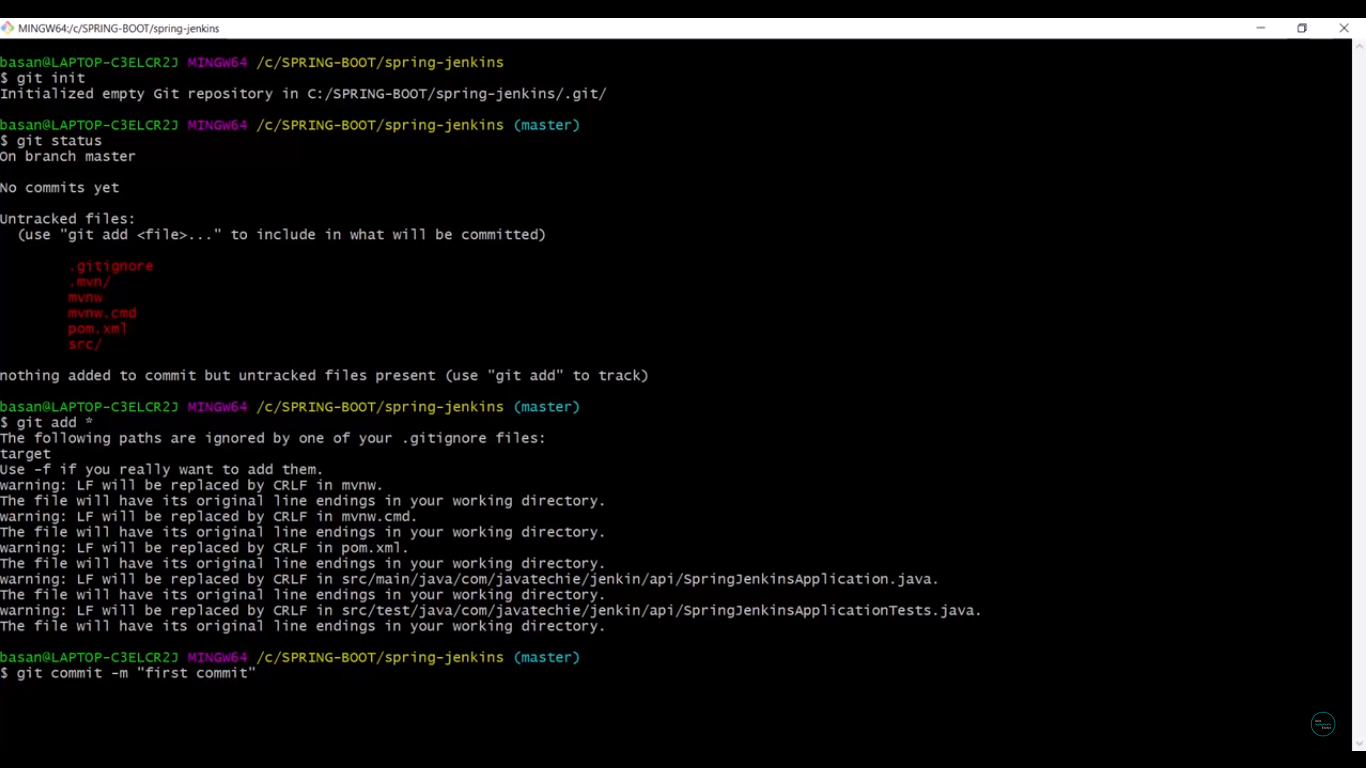 MINGW64:/c/SPRING-BOOT/spring-jenkins
basan@LAPTOP-C3ELCR2J MINGW64 /c/SPRING-BOOT/spring-jenkins
$ git init
Initialized empty Git repository in C:/SPRING-BOOT/spring-jenkins/.git/
basan@LAPTOP-C3ELCR2J MINGW64 /c/SPRING-BOOT/spring-jenkins (master)
$ git status
On branch master
No commits yet
Untracked files:
(use "git add <file>..." to include in what will be committed)
.gitignore
.mvn/
mvnw
mvnw.cmd
pom.xml
src/
nothing added to commit but untracked files present (use "git add" to track)
basan@LAPTOP-C3ELCR2J MINGW64 /c/SPRING-BOOT/spring-jenkins (master)
$ git add *
The following paths are ignored by one of your .gitignore files:
target
Use -f if you really want to add them.
warning: LF will be replaced by CRLF in mvnw.
The file will have its original line endings in your working directory.
warning: LF will be replaced by CRLF in mvnw.cmd.
The file will have its original line endings in your working directory.
warning: LF will be replaced by CRLF in pom.xml.
The file will have its original line endings in your working directory.
warning: LF will be replaced by CRLF in src/main/java/com/javatechie/jenkin/api/SpringJenkinsApplication.java.
The file will have its original line endings in your working directory.
warning: LF will be replaced by CRLF in src/test/java/com/javatechie/jenkin/api/SpringJenkinsApplicationTests.java.
The file will have its original line endings in your working directory.
basan@LAPTOP-C3ELCR2J MINGW64 /c/SPRING-BOOT/spring-jenkins (master)
$ git commit -m "first commit"